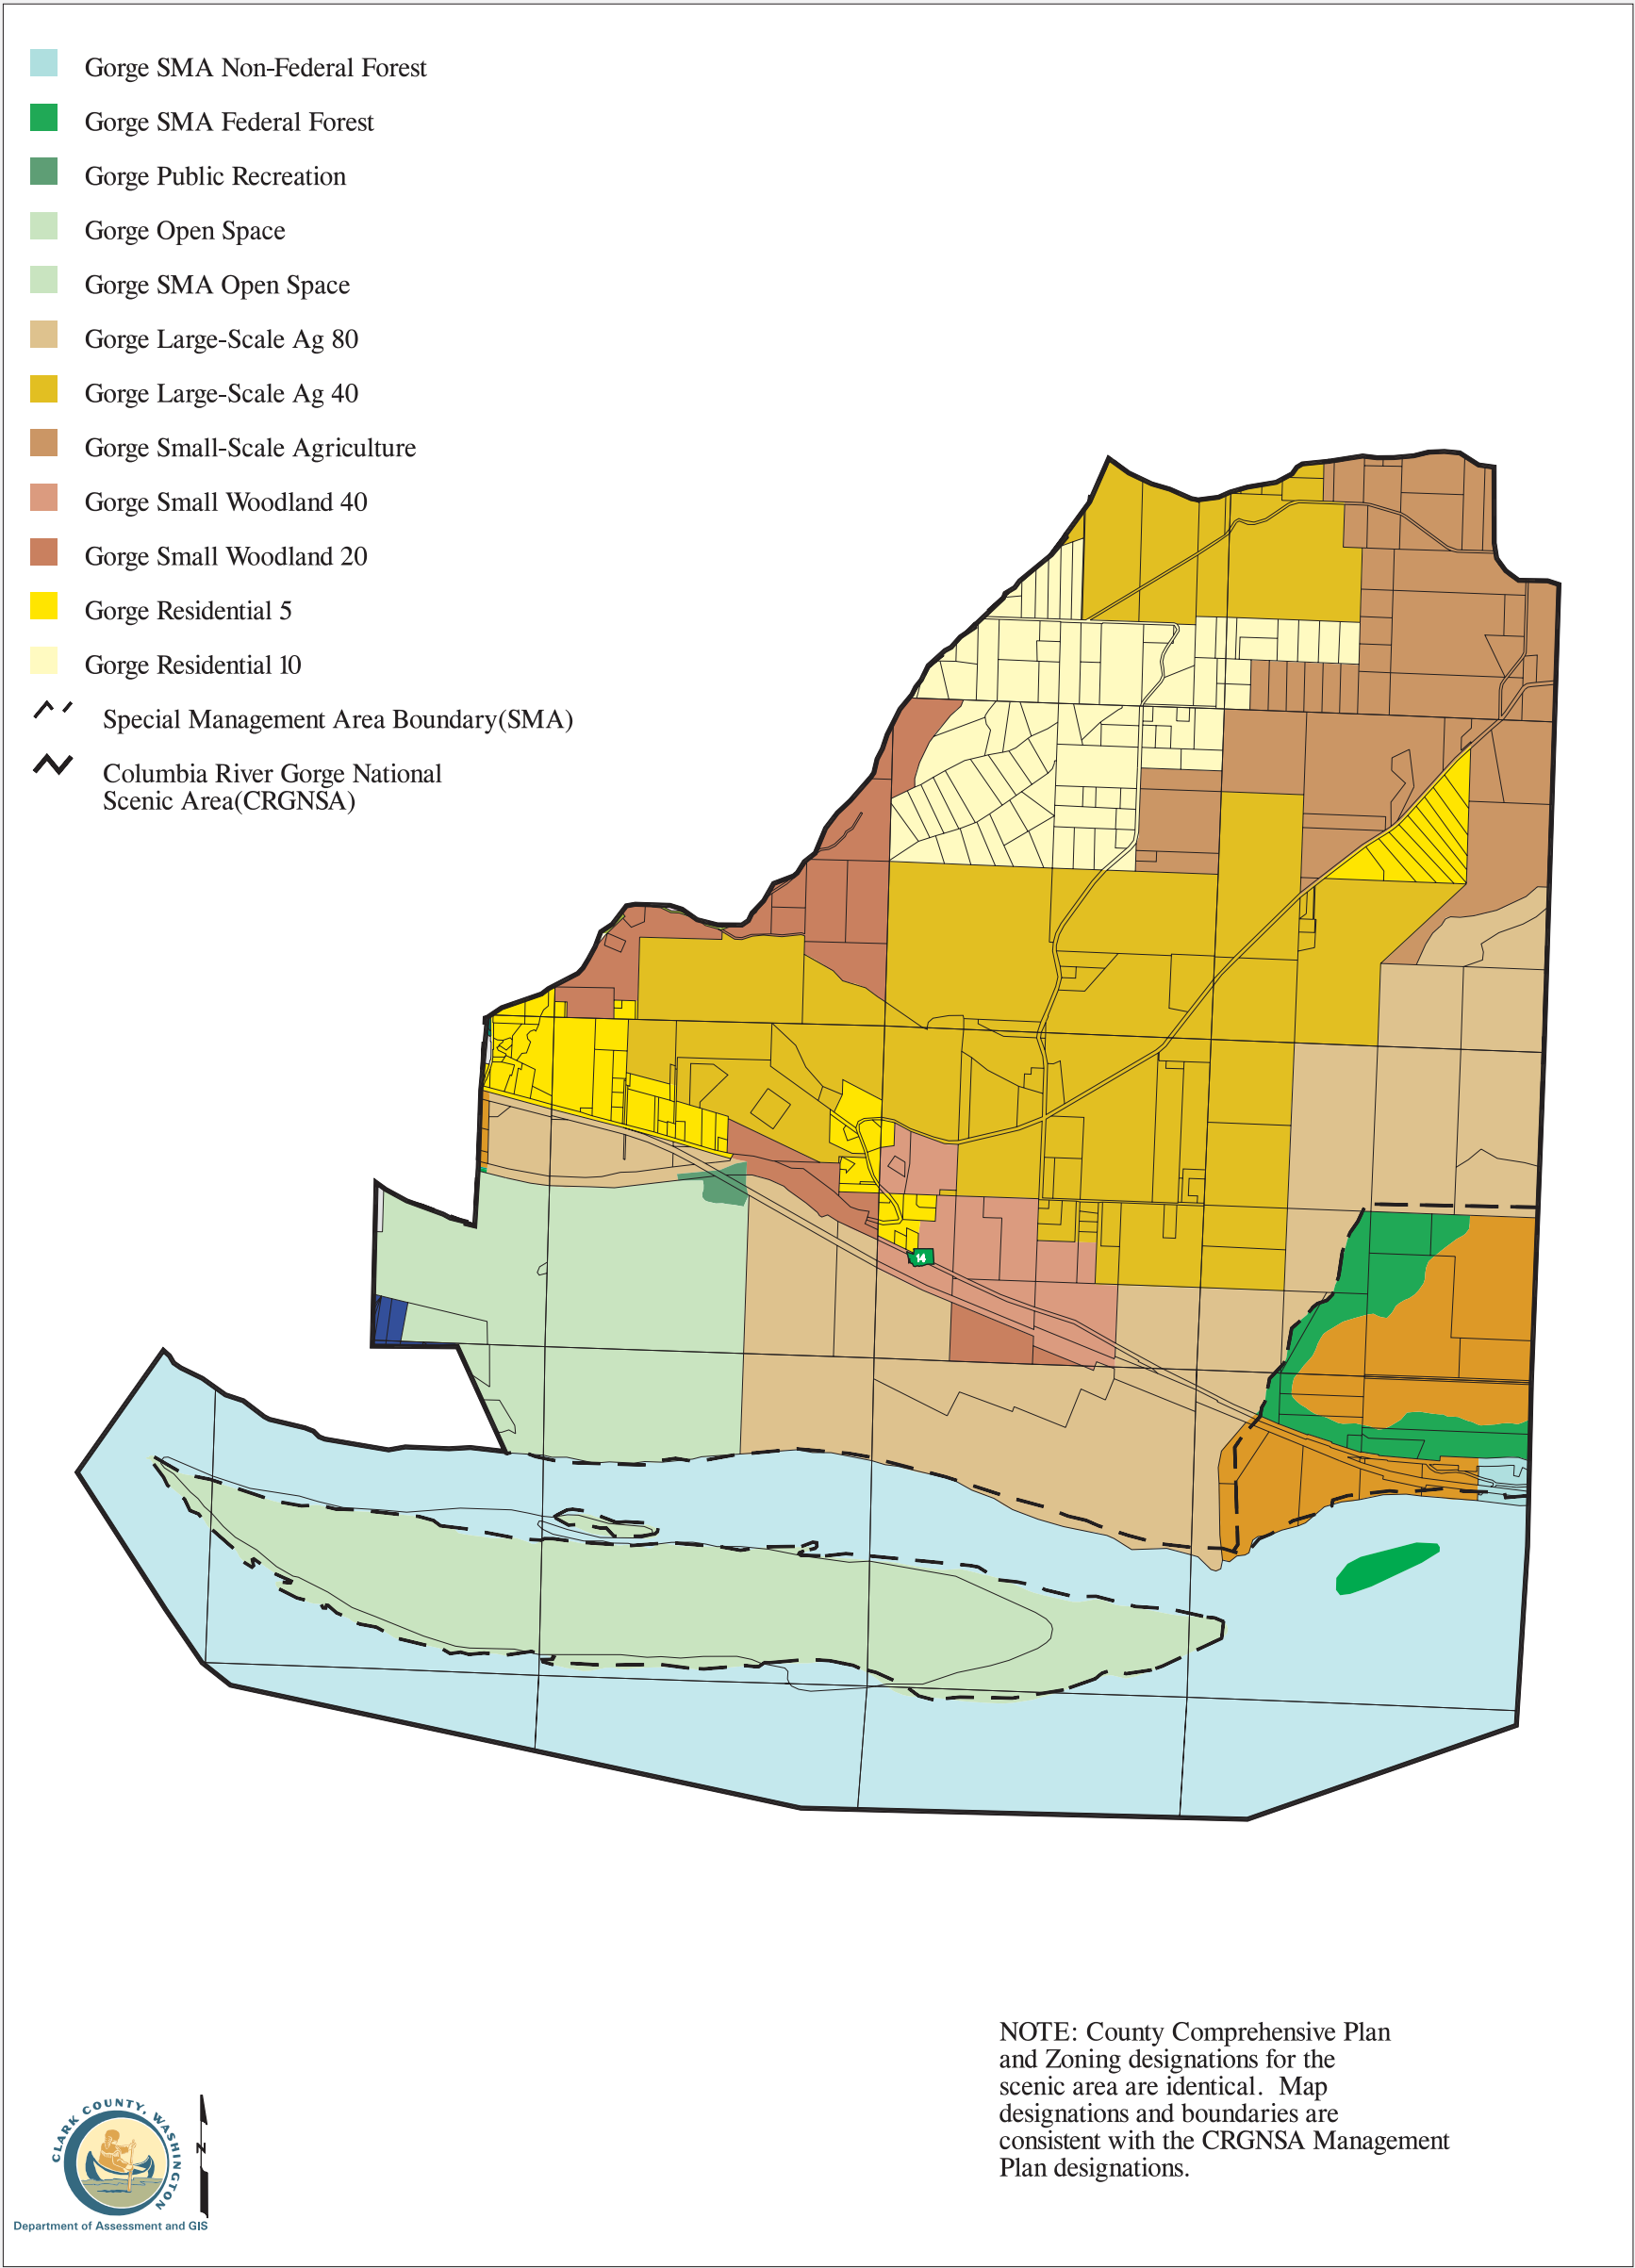 Gorge SMA Non-Federal Forest
Gorge SMA Federal Forest
Gorge Public Recreation
Gorge Open Space
Gorge SMA Open Space
Gorge Large-Scale Ag 80
Gorge Large-Scale Ag 40
Gorge Small-Scale Agriculture
Gorge Small Woodland 40
Gorge Small Woodland 20
Gorge Residential 5
Gorge Residential 10
Special Management Area Boundary(SMA)
Columbia River Gorge National
Scenic Area(CRGNSA)
14
NOTE: County Comprehensive Plan
and Zoning designations for the
scenic area are identical.  Map
designations and boundaries are
consistent with the CRGNSA Management
Plan designations.
CLARK COUNTY, WASHINGTON
N
Department of Assessment and GIS